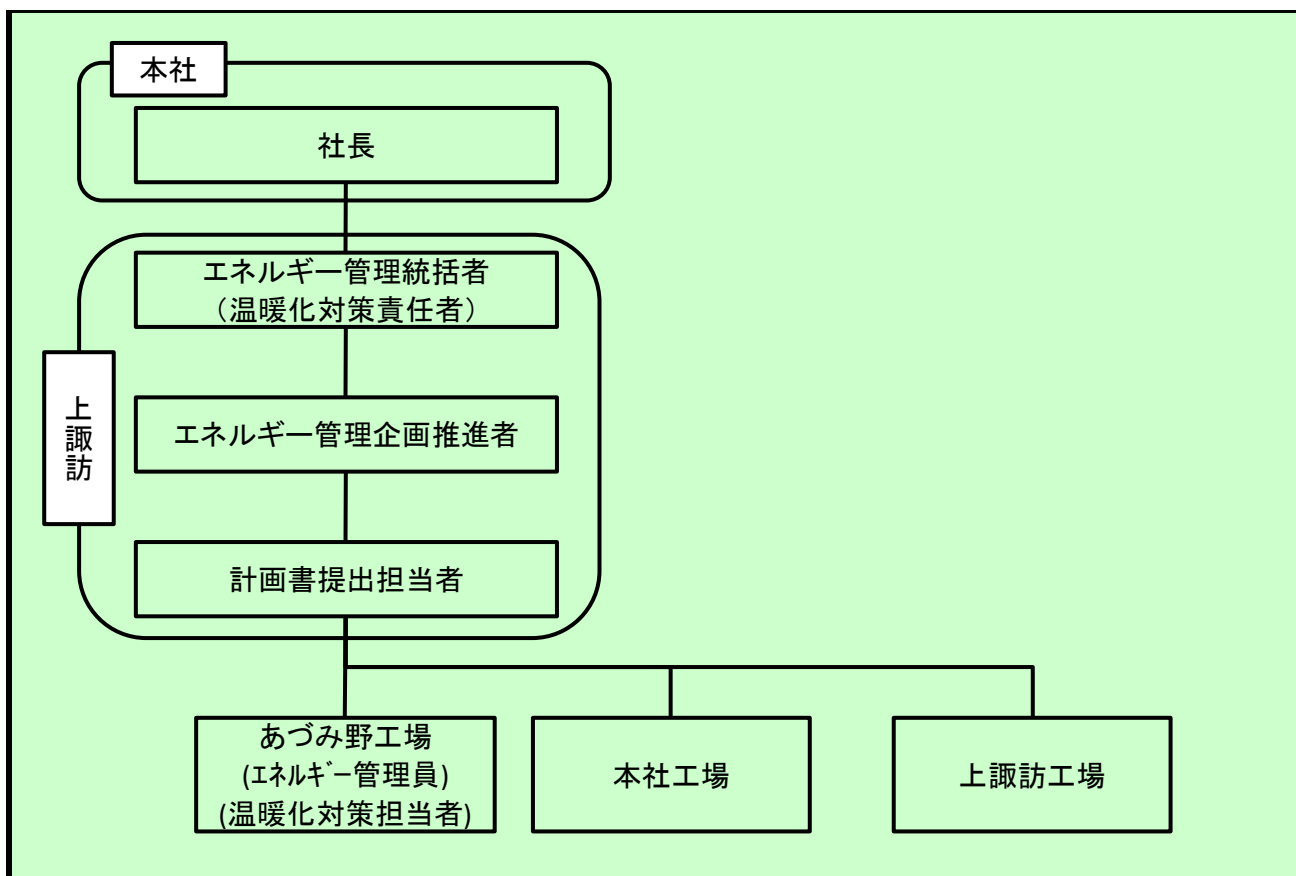 本社
社長
エネルギー管理統括者
（温暖化対策責任者）
上諏訪
エネルギー管理企画推進者
計画書提出担当者
あづみ野工場
(ｴﾈﾙｷﾞｰ管理員)
(温暖化対策担当者)
本社工場
上諏訪工場